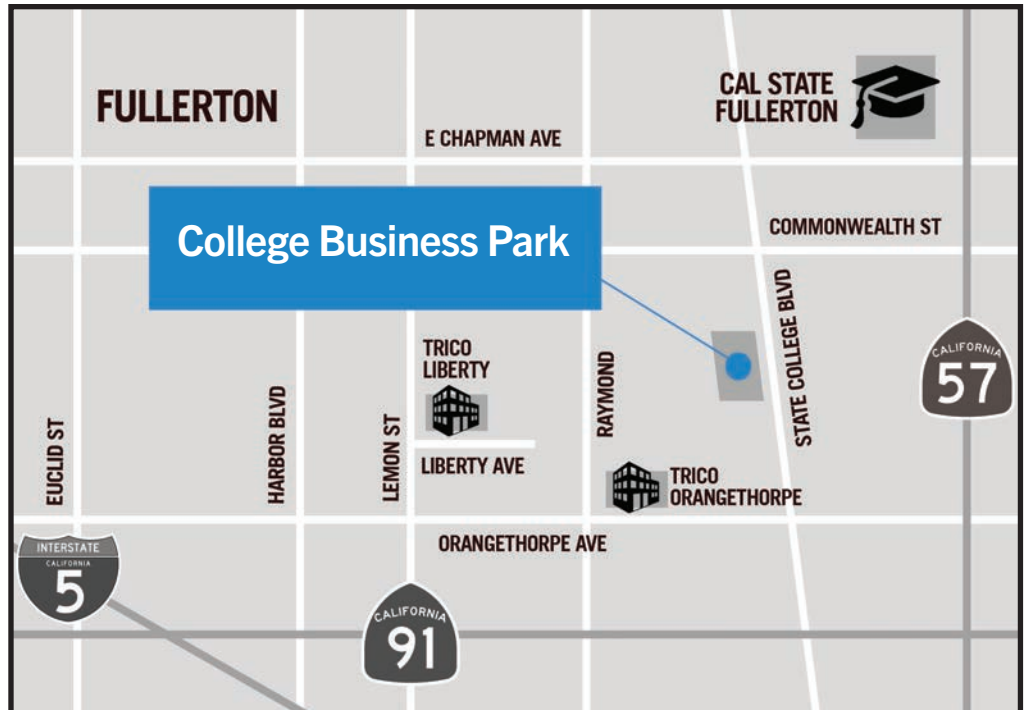 FULLERTON
CAL STATE
FULLERTON
E CHAPMAN AVE
College Business Park
COMMONWEALTH ST
STATE COLLEGE BLVD
TRICO
LIBERTY
RAYMOND
CALIFORNIA
57
EUCLID ST
HARBOR BLVD
LEMON ST
LIBERTY AVE
TRICO
ORANGETHORPE
ORANGETHORPE AVE
INTERSTATE
CALIFORNIA
5
CALIFORNIA
91